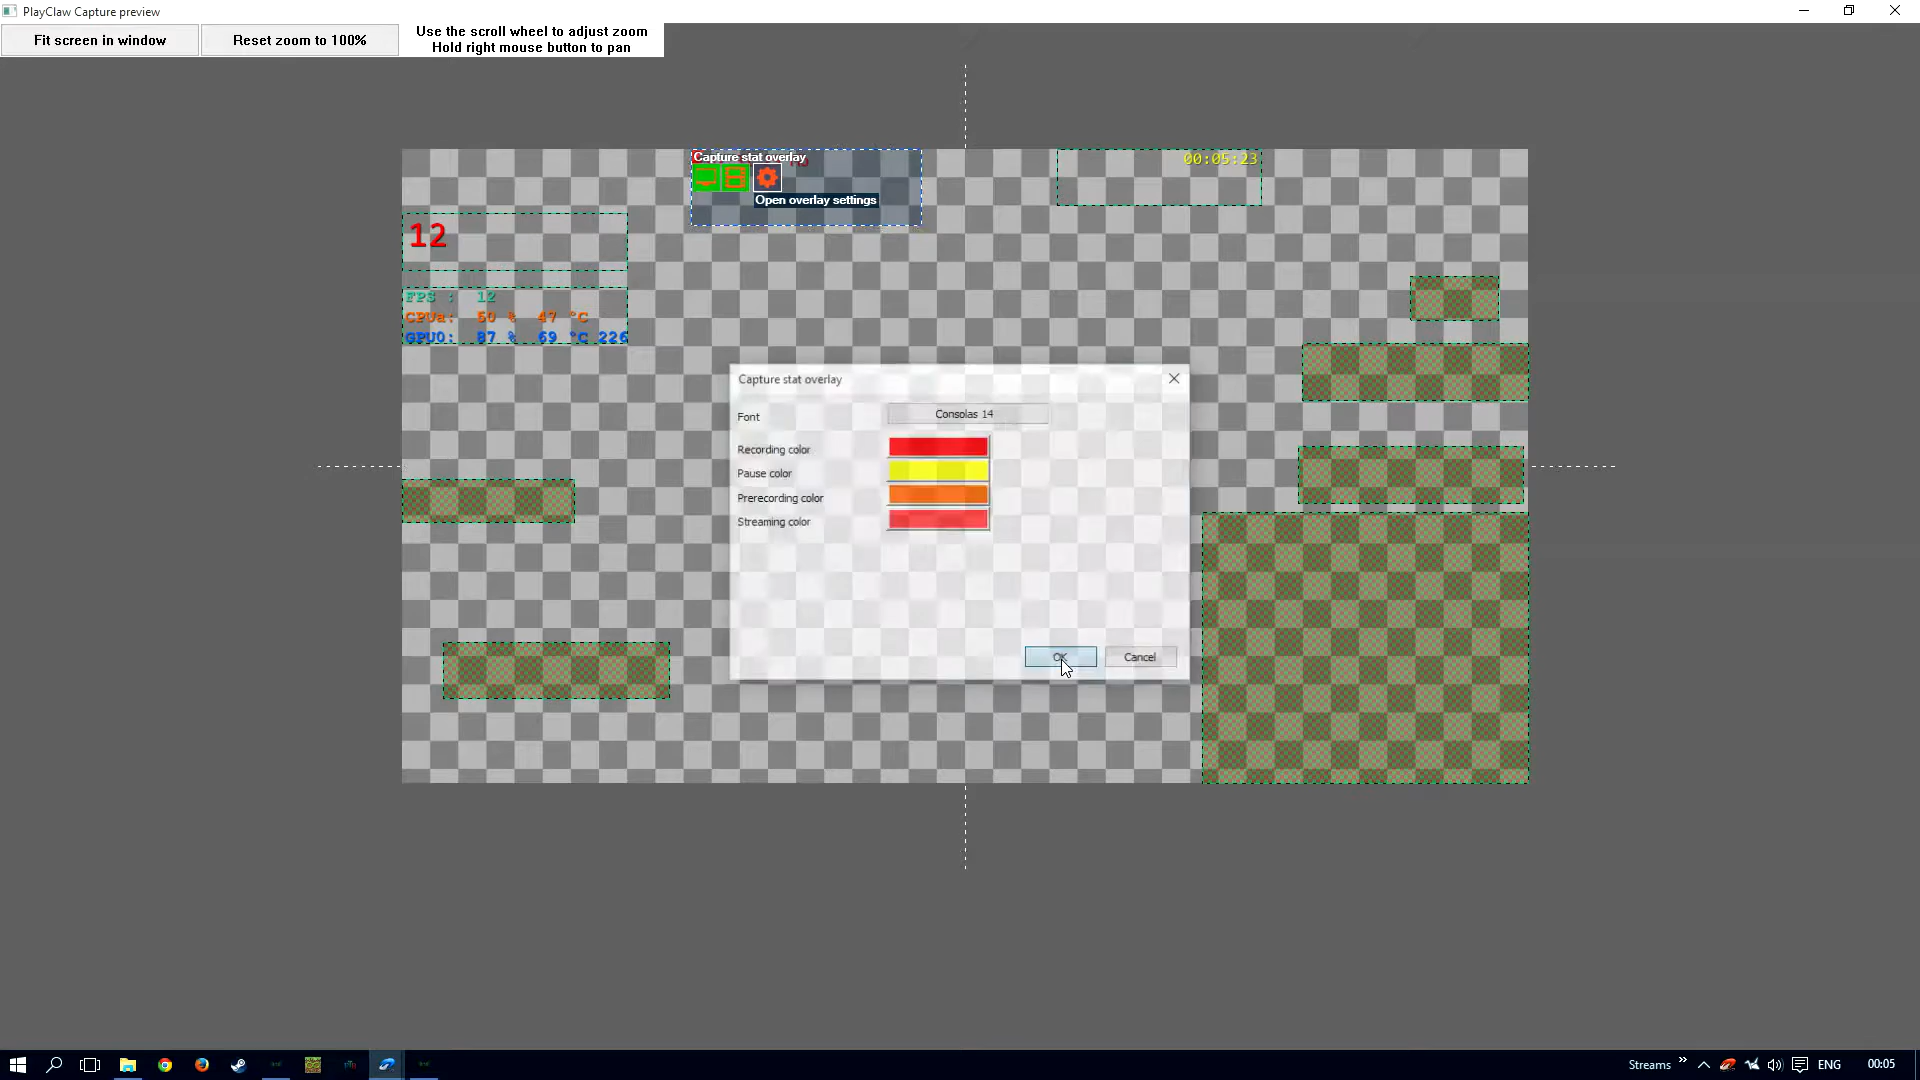 PlayClaw Capture preview
Fit screen in window
Reset zoom to 100%
Use the scroll wheel to adjust zoom
Hold right mouse button to pan
Capture stat overlay
00:05:23
Open overlay settings
12
FPS : 12
CPUa: 50 % 47 °C
GPU0: 87 % 69 °C 226
Capture stat overlay
Font
Consolas 14
Recording color
Pause color
Prerecording color
Streaming color
OK
Cancel
Streams
ENG
00:05